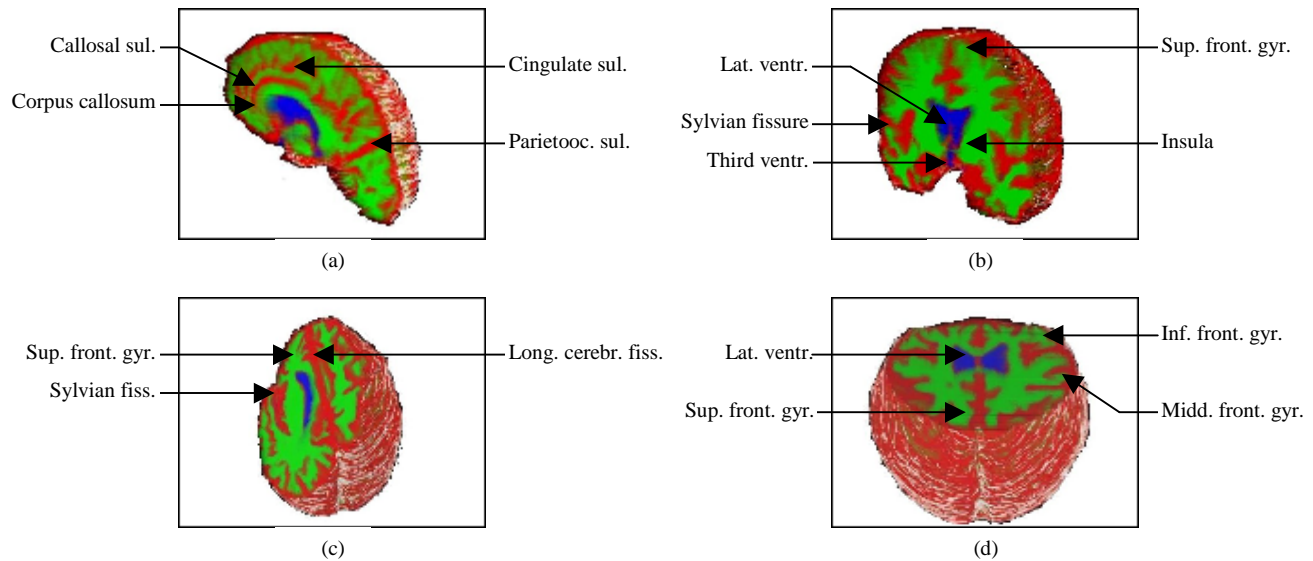 Callosal sul.
Corpus callosum
Cingulate sul.
Parietooc. sul.
(a)
Lat. ventr.
Sylvian fissure
Third ventr.
Sup. front. gyr.
Insula
(b)
Sup. front. gyr.
Sylvian fiss.
Long. cerebr. fiss.
(c)
Lat. ventr.
Sup. front. gyr.
Inf. front. gyr.
Midd. front. gyr.
(d)